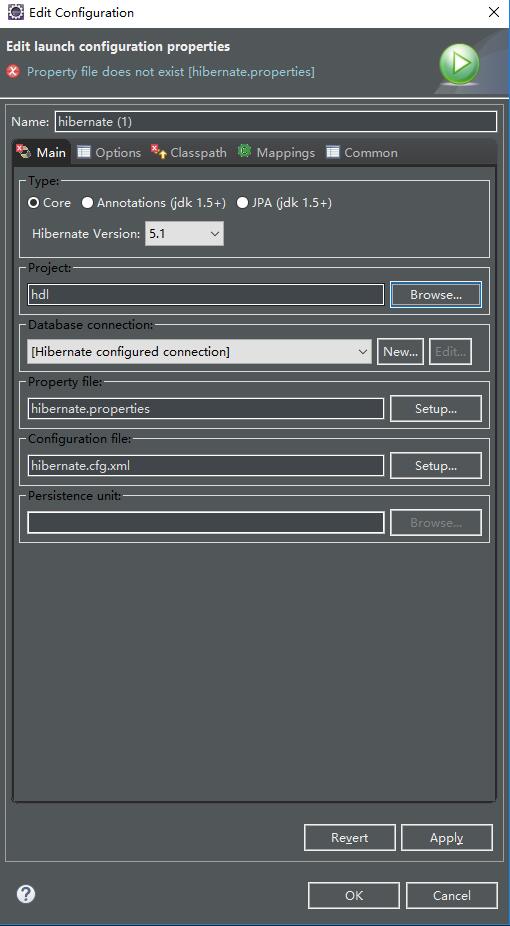 Edit Configuration
Edit launch configuration properties
Property file does not exist [hibernate.properties]
Name: hibernate (1)
Main Options Classpath Mappings Common
Type:
Core Annotations (jdk 1.5+) JPA (jdk 1.5+)
Hibernate Version: 5.1
Project:
hdl Browse...
Database connection:
[Hibernate configured connection] New... Edit...
Property file:
hibernate.properties Setup...
Configuration file:
hibernate.cfg.xml Setup...
Persistence unit:
Browse...
Revert Apply
? OK Cancel